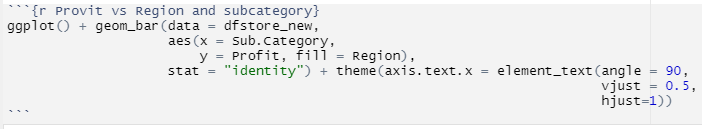 ```{r Provit vs Region and subcategory}
ggplot() + geom_bar(data = dfstore_new,
aes(x = Sub.Category,
y = Profit, fill = Region),
stat = "identity") + theme(axis.text.x = element_text(angle = 90,
vjust = 0.5,
hjust=1))
```